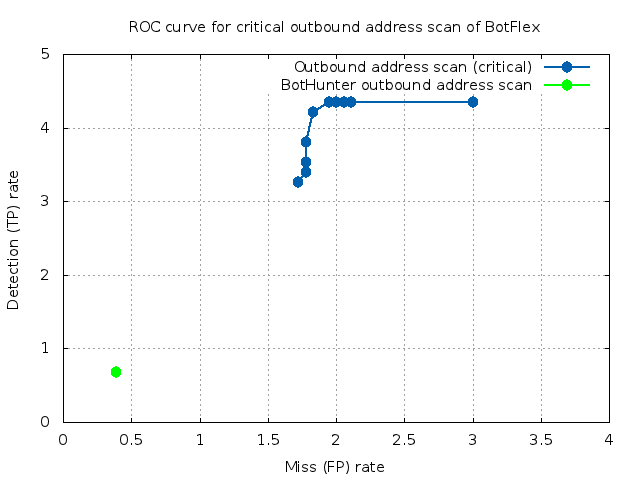 ROC curve for critical outbound address scan of BotFlex
Outbound address scan (critical)
BotHunter outbound address scan
Detection (TP) rate
5
4
3
2
1
0
0 0.5 1 1.5 2 2.5 3 3.5 4
Miss (FP) rate